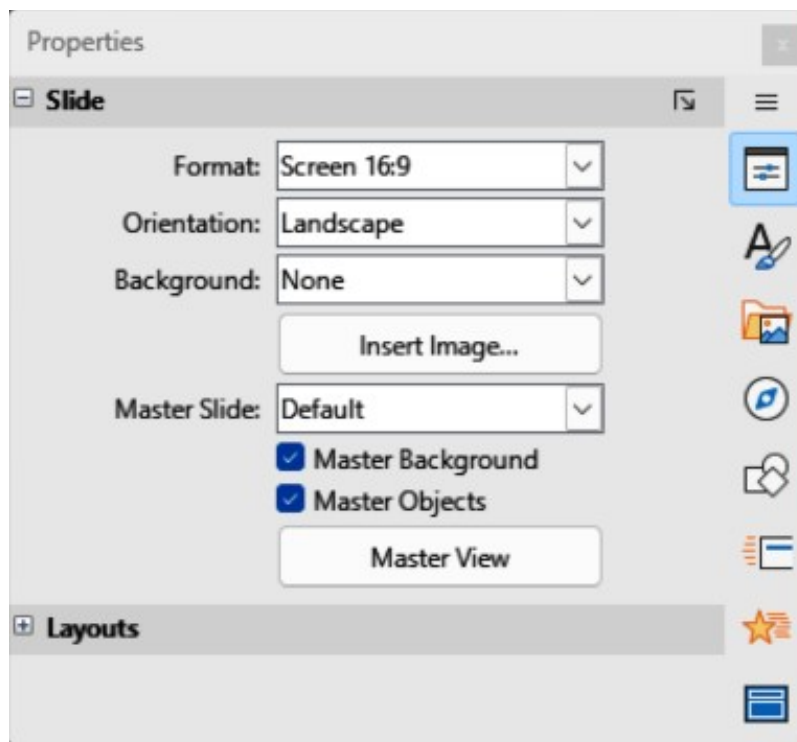 Properties
Slide
Format: Screen 16:9
Orientation: Landscape
Background: None
Insert Image...
Master Slide: Default
Master Background
Master Objects
Master View
Layouts